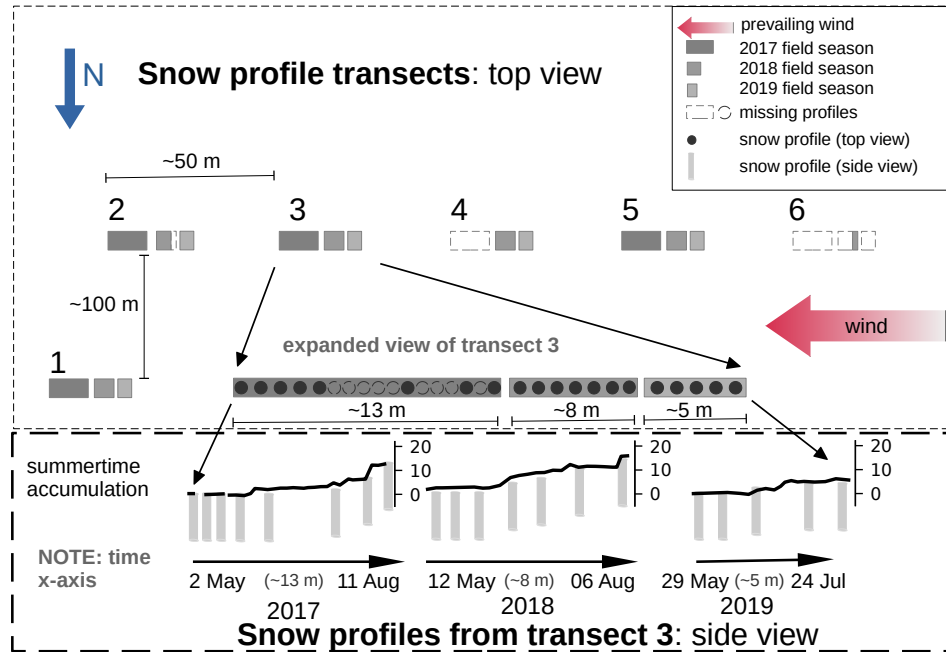 prevailing wind
2017 field season
2018 field season
2019 field season
missing profiles
snow profile (top view)
snow profile (side view)
N
Snow profile transects: top view
~50 m
2
3
4
5
6
~100 m
wind
expanded view of transect 3
1
~13 m
~8 m
~5 m
summertime
accumulation
20
10
0
20
10
0
20
10
0
NOTE: time
x-axis
2 May (~13 m) 11 Aug
12 May (~8 m) 06 Aug
29 May (~5 m) 24 Jul
2017
2018
2019
Snow profiles from transect 3: side view